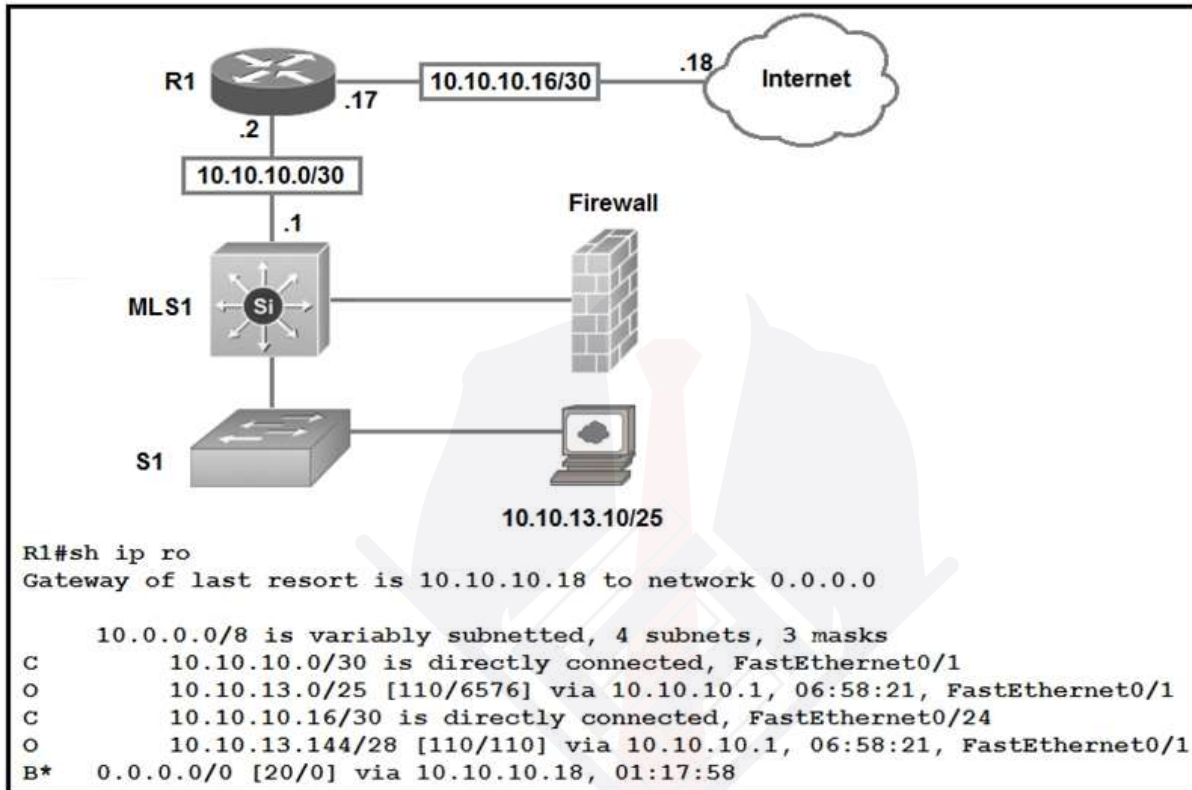 R1
.17
10.10.10.16/30
.18
Internet
.2
10.10.10.0/30
.1
Firewall
MLS1
Si
S1
10.10.13.10/25
R1#sh ip ro
Gateway of last resort is 10.10.10.18 to network 0.0.0.0
10.0.0.0/8 is variably subnetted, 4 subnets, 3 masks
C 10.10.10.0/30 is directly connected, FastEthernet0/1
O 10.10.13.0/25 [110/6576] via 10.10.10.1, 06:58:21, FastEthernet0/1
C 10.10.10.16/30 is directly connected, FastEthernet0/24
O 10.10.13.144/28 [110/110] via 10.10.10.1, 06:58:21, FastEthernet0/1
B* 0.0.0.0/0 [20/0] via 10.10.10.18, 01:17:58